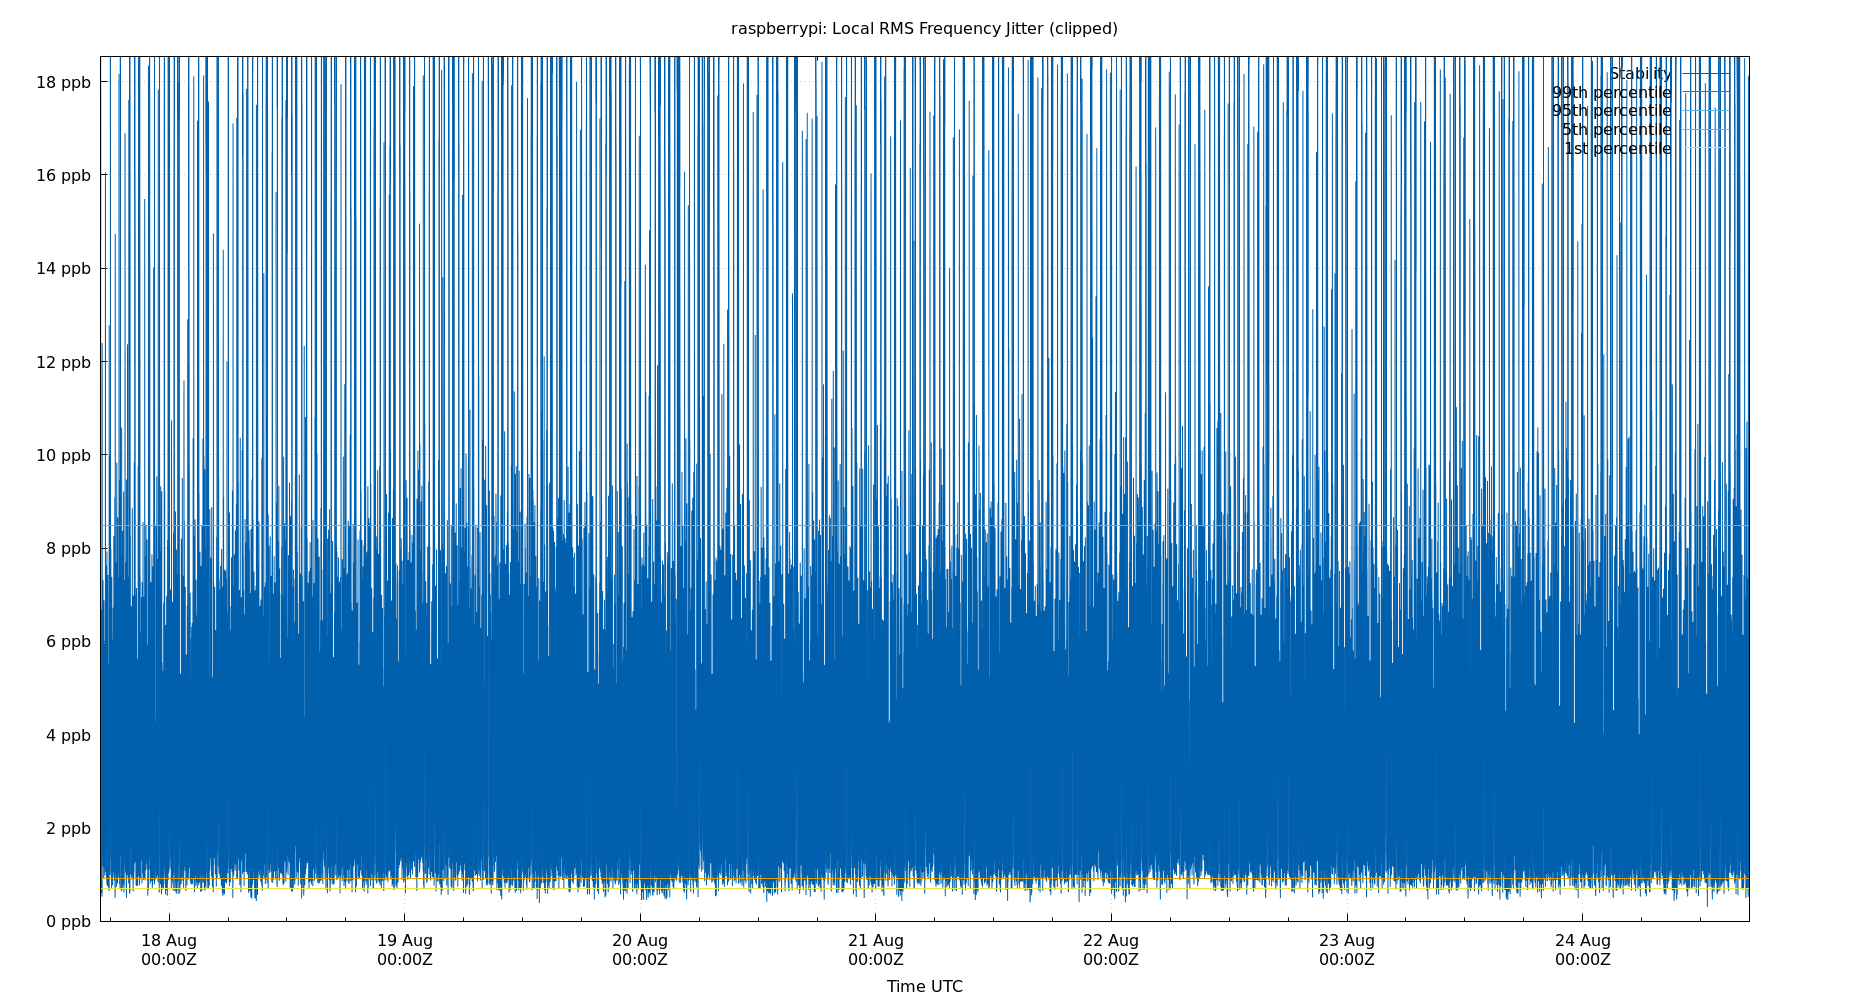 raspberrypi: Local RMS Frequency Jitter (clipped)
18 ppb
16 ppb
14 ppb
12 ppb
10 ppb
8 ppb
6 ppb
4 ppb
2 ppb
0 ppb
Stability
99th percentile
95th percentile
5th percentile
1st percentile
18 Aug 19 Aug 20 Aug 21 Aug 22 Aug 23 Aug 24 Aug
00:00Z 00:00Z 00:00Z 00:00Z 00:00Z 00:00Z 00:00Z
Time UTC